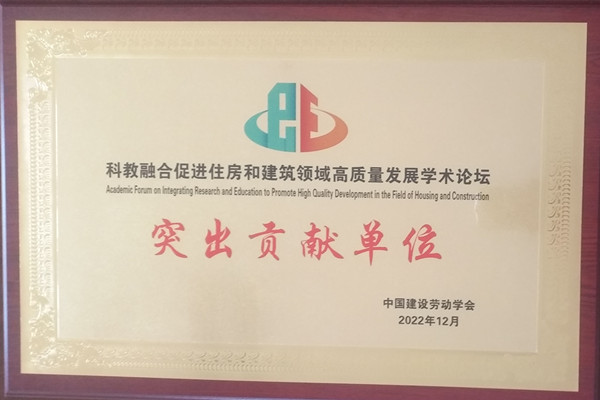 科教融合促进住房和建筑领域高质量发展学术论坛
Academic Forum on Integrating Research and Education to Promote High Quality Development in the Field of Housing and Construction
突出贡献单位
中国建设劳动学会
2022年12月